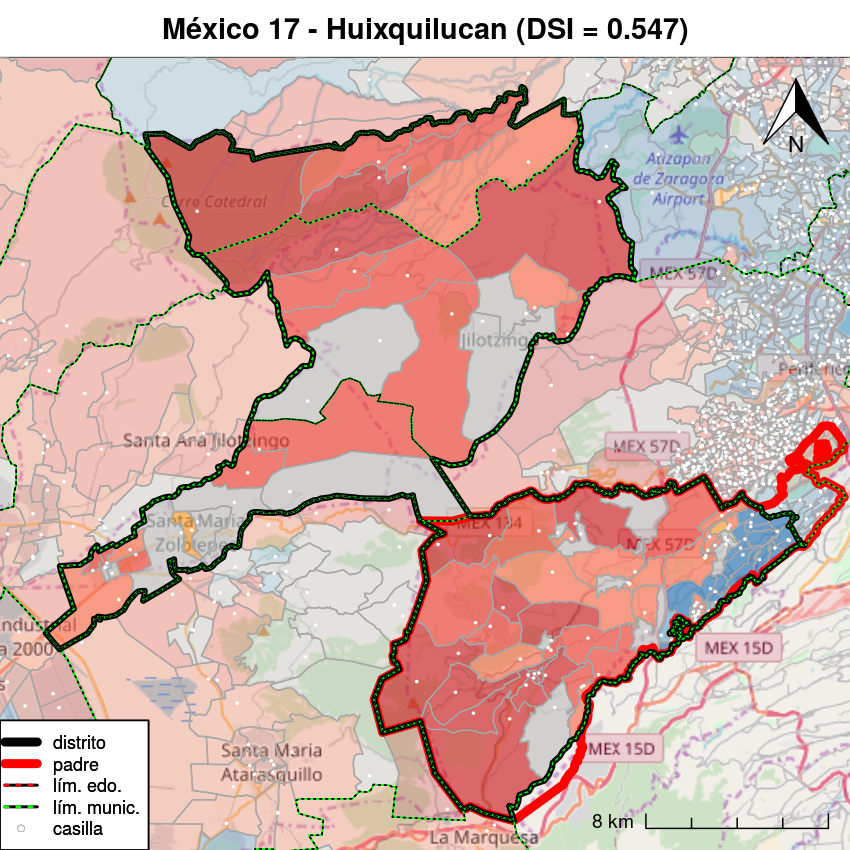 México 17 - Huixquilucan (DSI = 0.547)
N
Atizapan
de Zaragoza
Airport
Cerro Catedral
MEX 57D
Jilotzingo
Periférico
Santa Ana Jilotzingo
MEX 57D
Santa María
Zolotepec
MEX 134
MEX 57D
Industrial
a 2000
MEX 15D
Santa Maria
Atarasquillo
MEX 15D
La Marquesa
8 km
distrito
padre
lím. edo.
lím. munic.
casilla